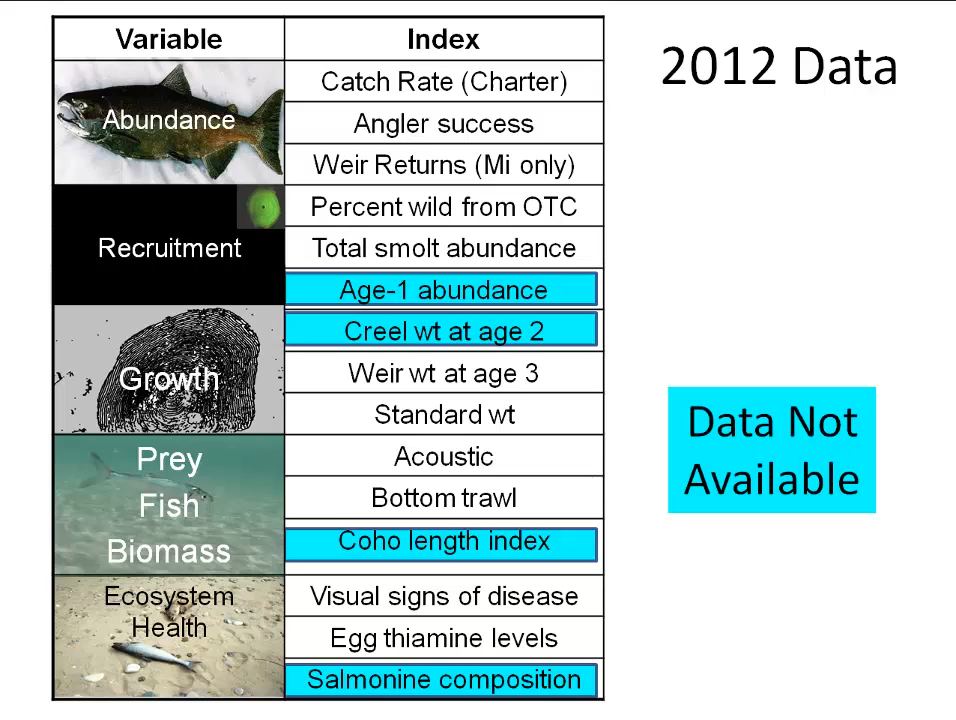 Variable Index
2012 Data
Abundance
Catch Rate (Charter)
Angler success
Weir Returns (Mi only)
Recruitment
Percent wild from OTC
Total smolt abundance
Age-1 abundance
Growth
Creel wt at age 2
Weir wt at age 3
Standard wt
Prey
Fish
Biomass
Acoustic
Bottom trawl
Coho length index
Ecosystem
Health
Visual signs of disease
Egg thiamine levels
Salmonine composition
Data Not
Available